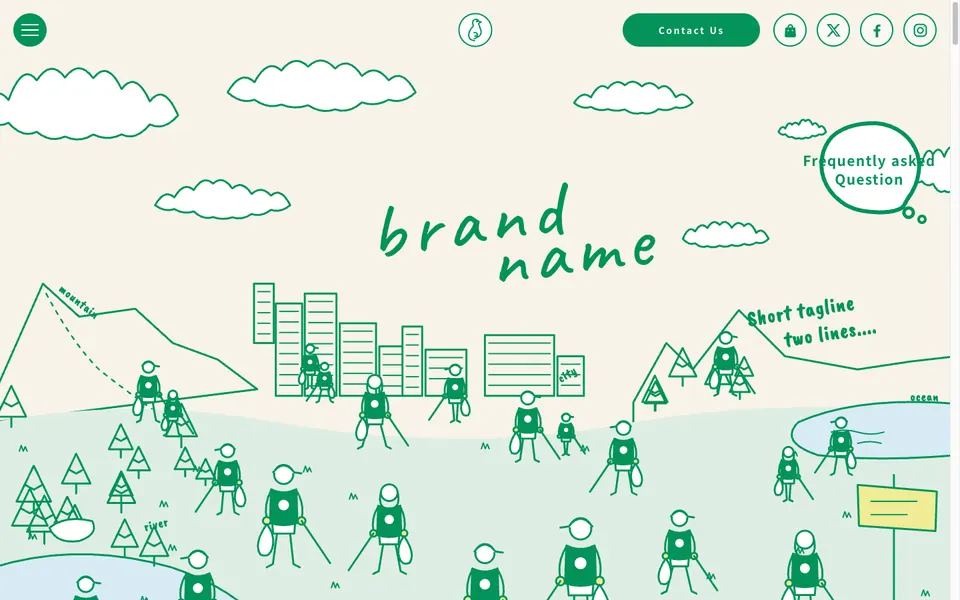 Contact Us
Frequently asked
Question
brand
name
mountain
Short tagline
two lines....
city
ocean
river